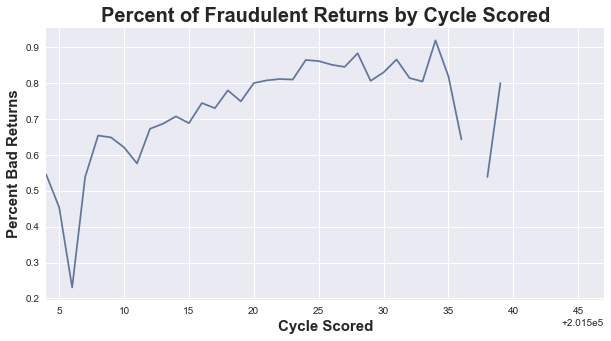 Percent of Fraudulent Returns by Cycle Scored
Percent Bad Returns
0.9
0.8
0.7
0.6
0.5
0.4
0.3
0.2
5 10 15 20 25 30 35 40 45
+2.015e5
Cycle Scored